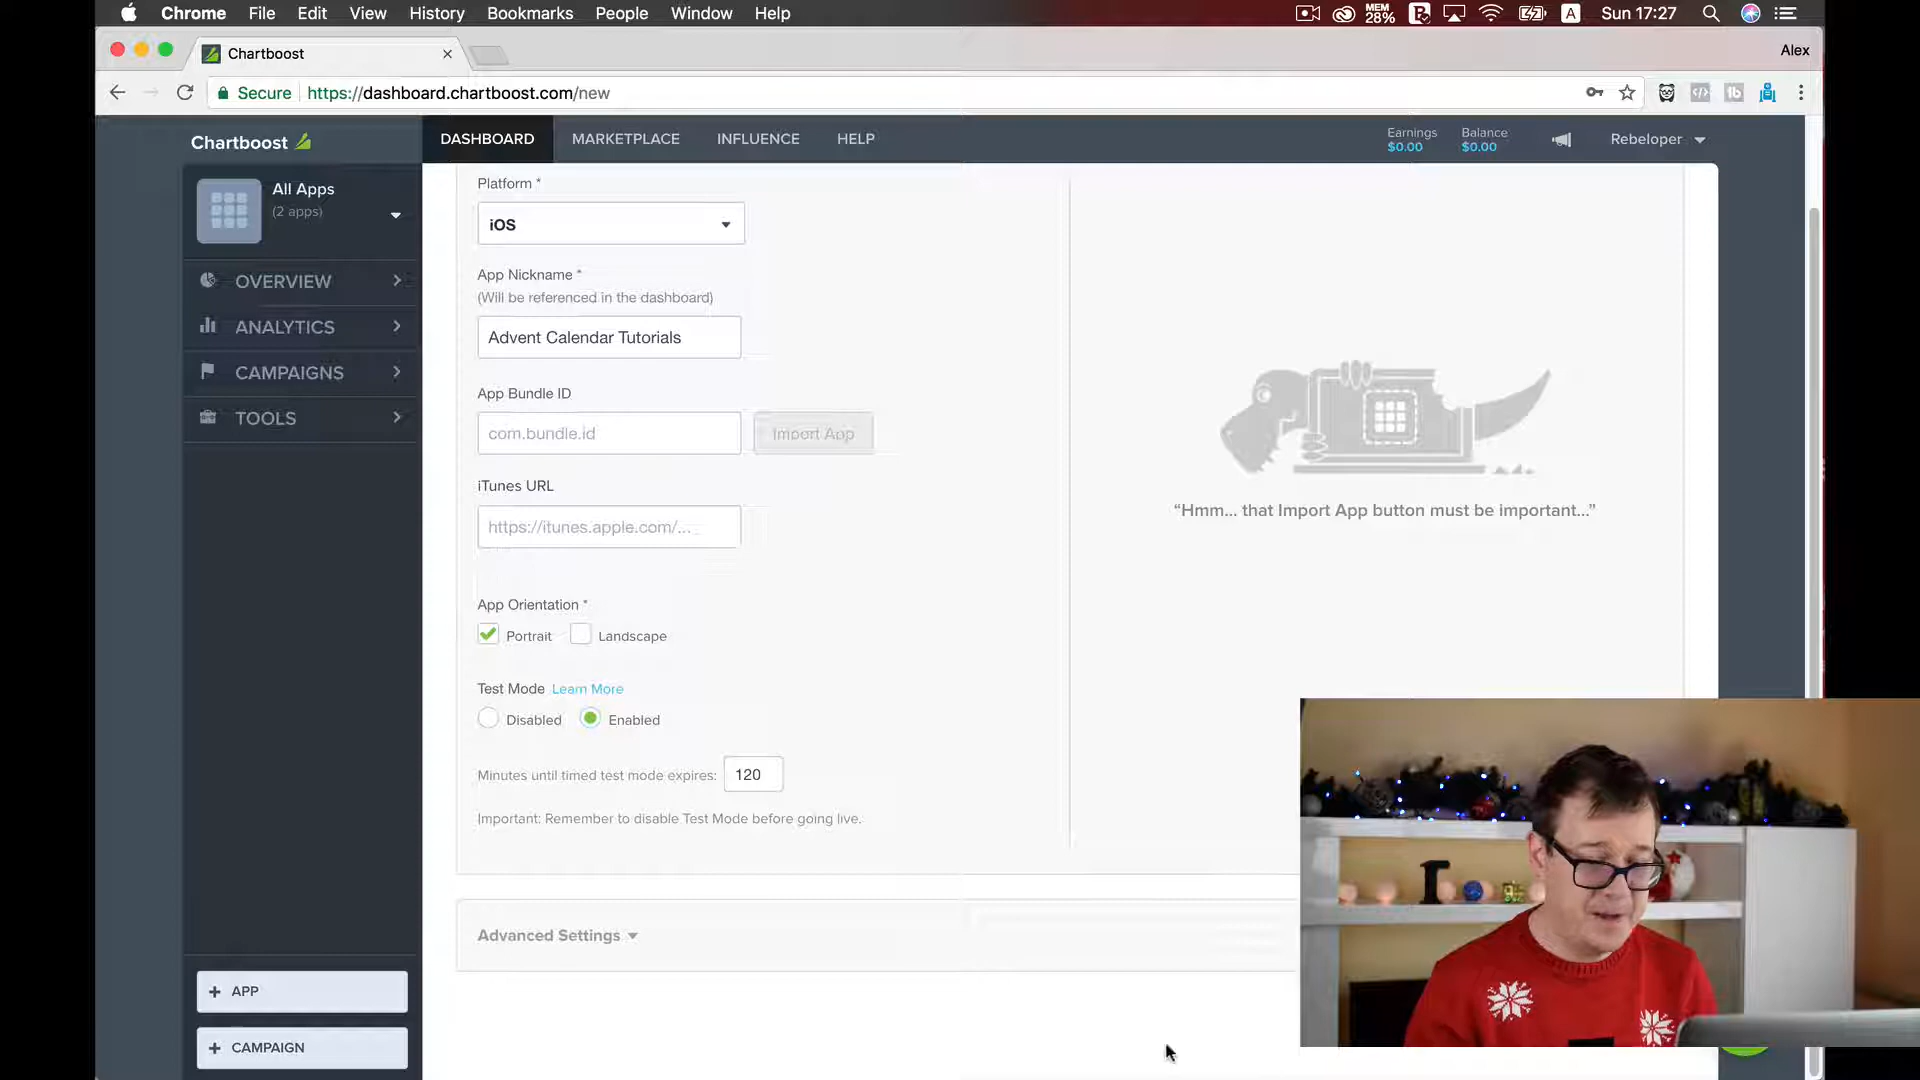 Chrome File Edit View History Bookmarks People Window Help MEM 28% A Sun 17:27
Chartboost Alex
Secure https://dashboard.chartboost.com/new
Chartboost DASHBOARD MARKETPLACE INFLUENCE HELP Earnings $0.00 Balance $0.00 Rebeloper
All Apps
(2 apps)
OVERVIEW
ANALYTICS
CAMPAIGNS
TOOLS
+ APP
+ CAMPAIGN
Platform *
iOS
App Nickname *
(Will be referenced in the dashboard)
Advent Calendar Tutorials
App Bundle ID
com.bundle.id Import App
iTunes URL
https://itunes.apple.com/...
App Orientation *
Portrait Landscape
Test Mode Learn More
Disabled Enabled
Minutes until timed test mode expires: 120
Important: Remember to disable Test Mode before going live.
Advanced Settings
“Hmm... that Import App button must be important...”